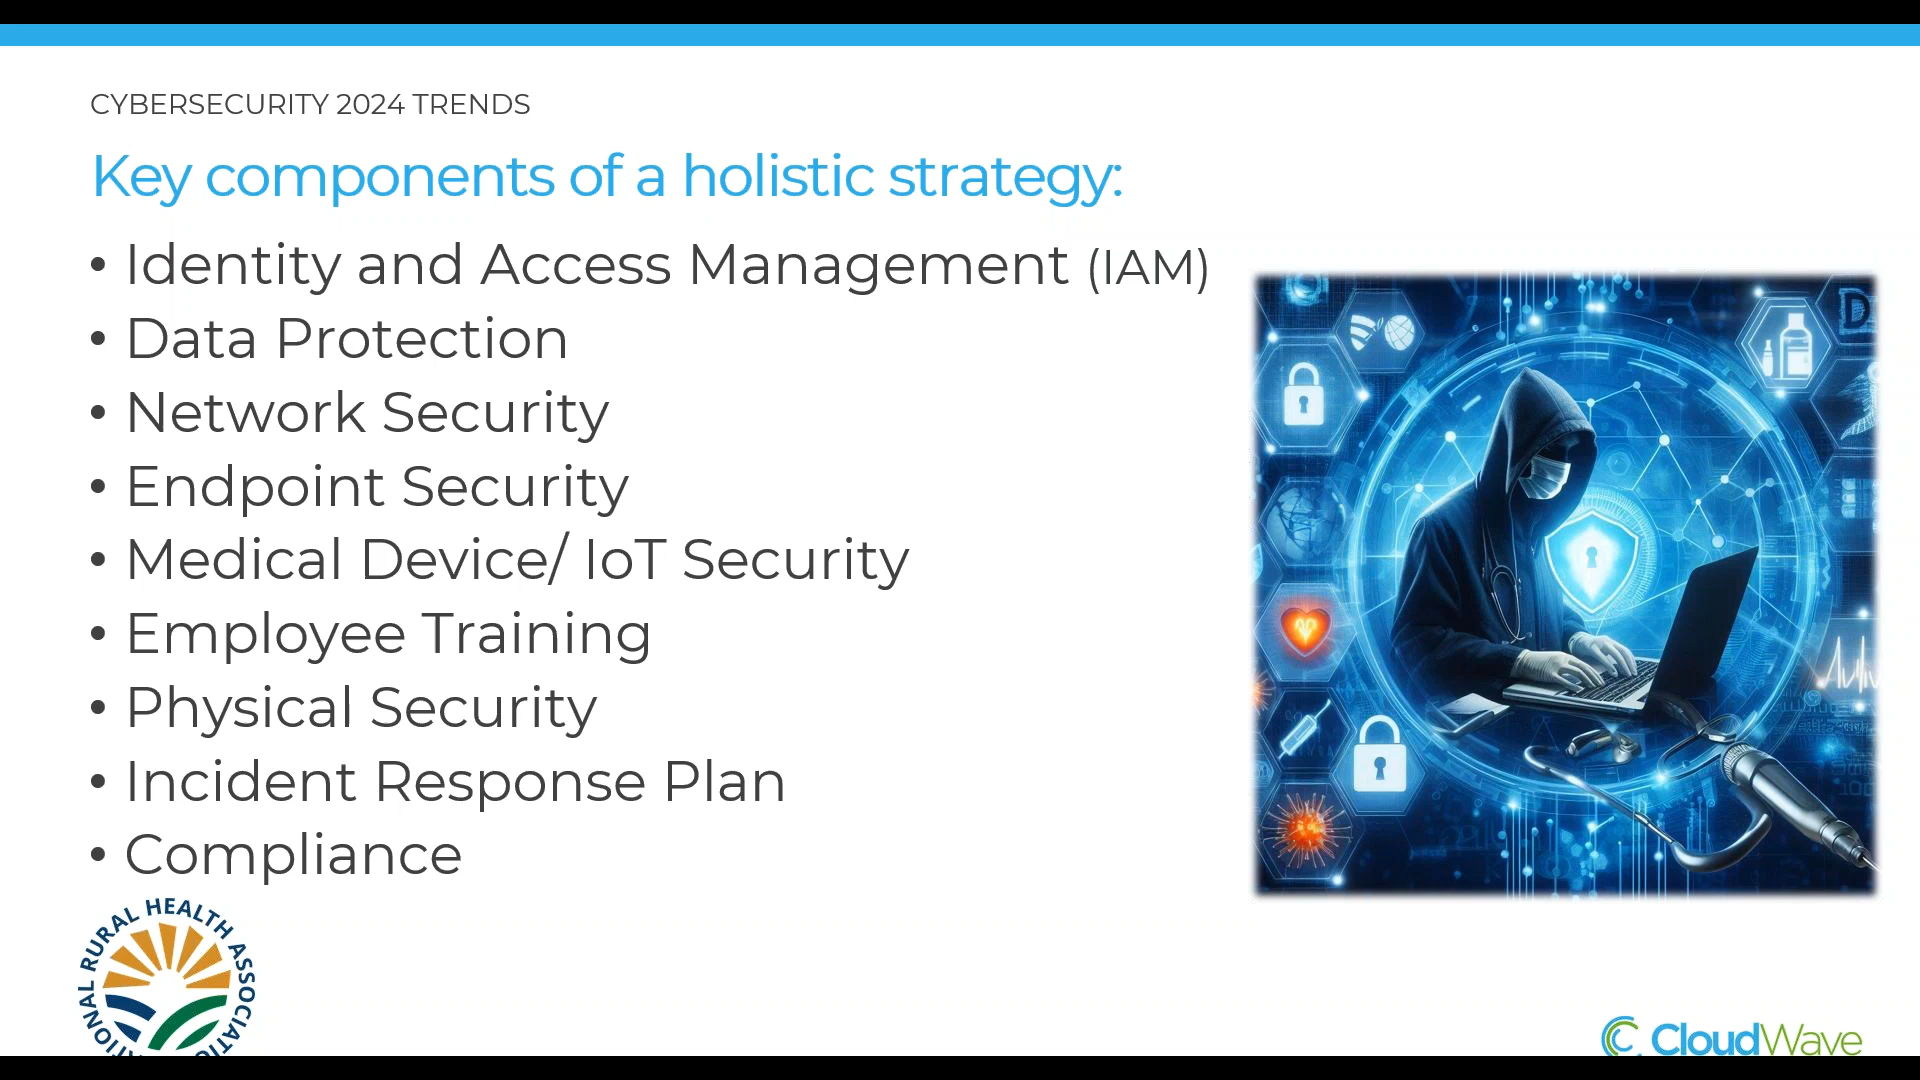 CYBERSECURITY 2024 TRENDS
Key components of a holistic strategy:
• Identity and Access Management (IAM)
• Data Protection
• Network Security
• Endpoint Security
• Medical Device/ IoT Security
• Employee Training
• Physical Security
• Incident Response Plan
• Compliance
RURAL HEALTH
CloudWave